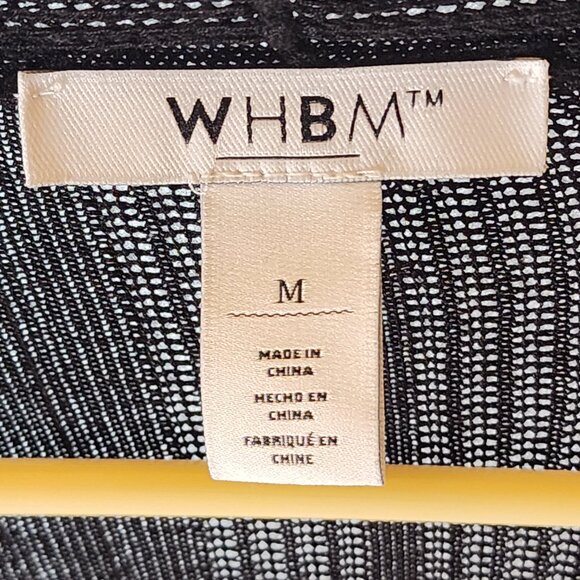 WHBM™
M
MADE IN
CHINA
HECHO EN
CHINA
FABRIQUÉ EN
CHINE